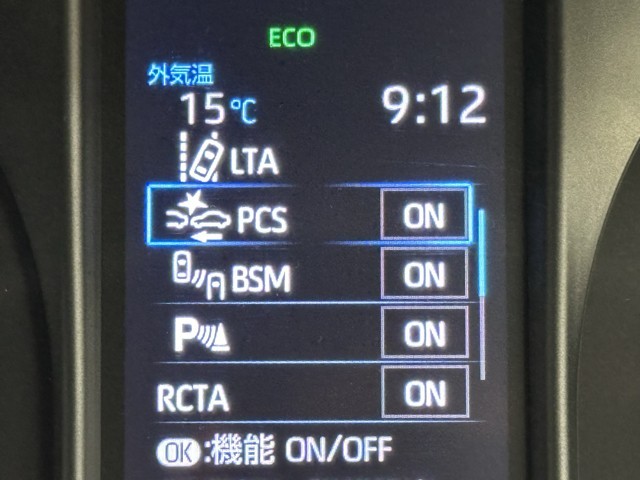 ECO
外気温
15℃ 9:12
LTA
PCS ON
BSM ON
P ON
RCTA ON
OK:機能 ON/OFF